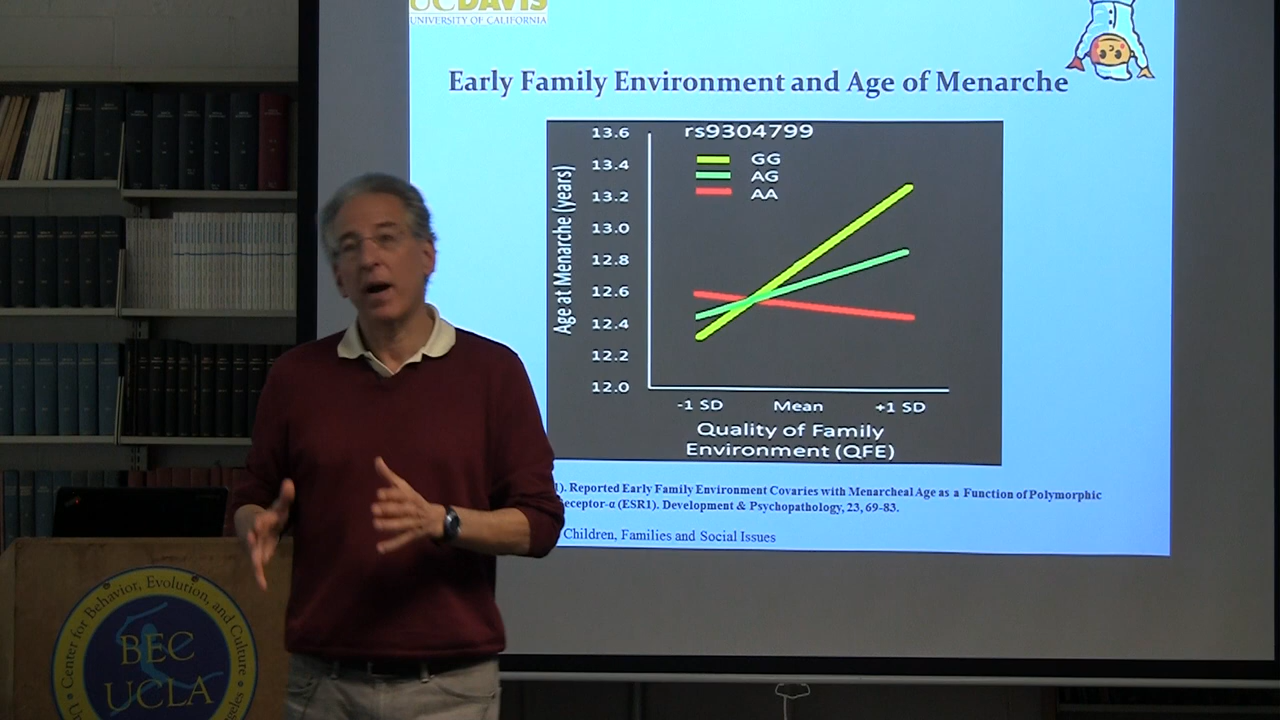 UCDAVIS
UNIVERSITY OF CALIFORNIA
Early Family Environment and Age of Menarche
rs9304799
GG
AG
AA
Age at Menarche (years)
13.6
13.4
13.2
13.0
12.8
12.6
12.4
12.2
12.0
-1 SD Mean +1 SD
Quality of Family
Environment (QFE)
1). Reported Early Family Environment Covaries with Menarcheal Age as a Function of Polymorphic
eceptor-α (ESR1). Development & Psychopathology, 23, 69-83.
Children, Families and Social Issues
Center for Behavior, Evolution, and Culture
BEC
UCLA